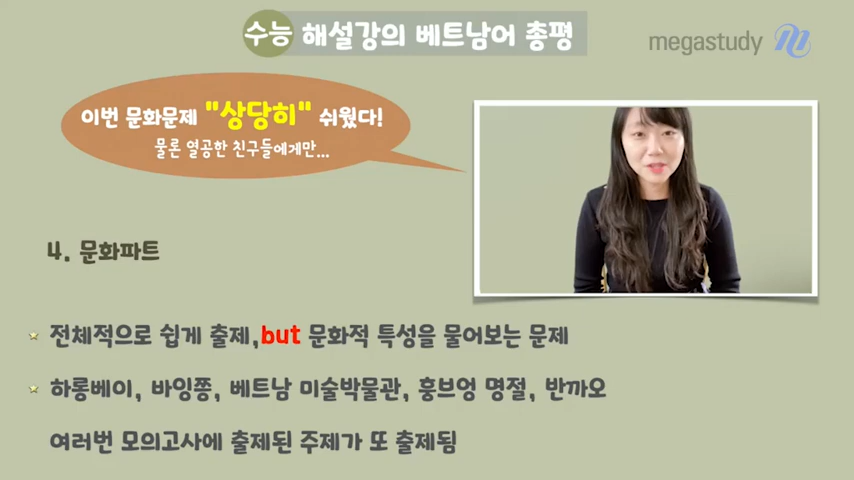 수능 해설강의 베트남어 총평
megastudy
이번 문화문제 "상당히" 쉬웠다!
물론 열공한 친구들에게만...
4. 문화파트
전체적으로 쉽게 출제,but 문화적 특성을 물어보는 문제
하롱베이, 바잉쯩, 베트남 미술박물관, 훙브엉 명절, 반까오
여러번 모의고사에 출제된 주제가 또 출제됨